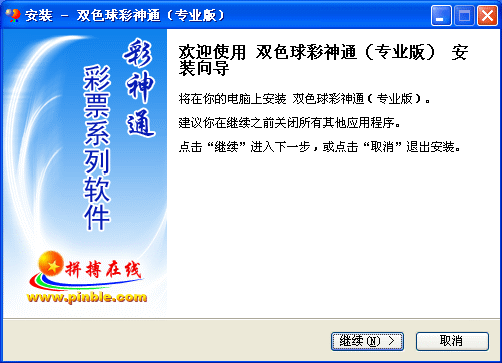 安装 - 双色球彩神通（专业版）
彩神通
彩票系列软件
拼搏在线
www.pinble.com
欢迎使用 双色球彩神通（专业版） 安
装向导
将在你的电脑上安装 双色球彩神通（专业版）。
建议你在继续之前关闭所有其他应用程序。
点击“继续”进入下一步，或点击“取消”退出安装。
继续(N) >
取消